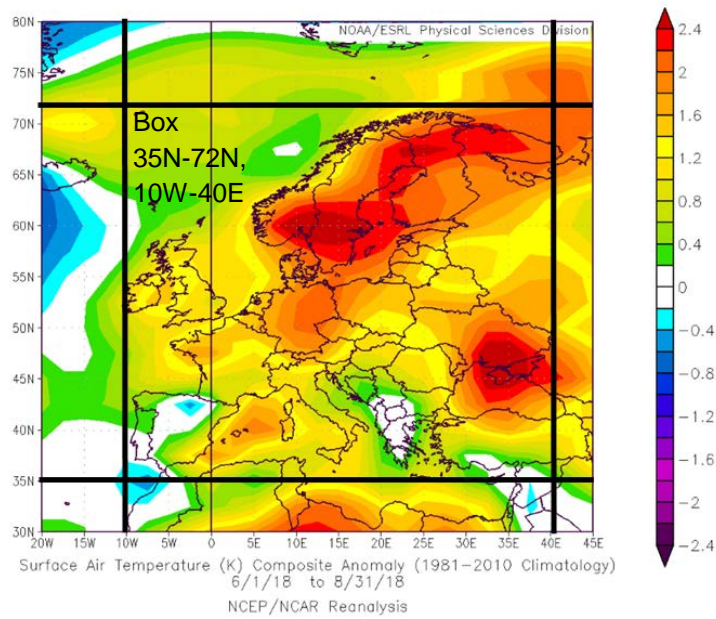 NOAA/ESRL Physical Sciences Division
80N
75N
70N
65N
60N
55N
50N
45N
40N
35N
30N
Box
35N-72N,
10W-40E
20W 15W 10W 5W 0 5E 10E 15E 20E 25E 30E 35E 40E 45E
2.4
2
1.6
1.2
0.8
0.4
0
-0.4
-0.8
-1.2
-1.6
-2
-2.4
Surface Air Temperature (K) Composite Anomaly (1981-2010 Climatology)
6/1/18 to 8/31/18
NCEP/NCAR Reanalysis